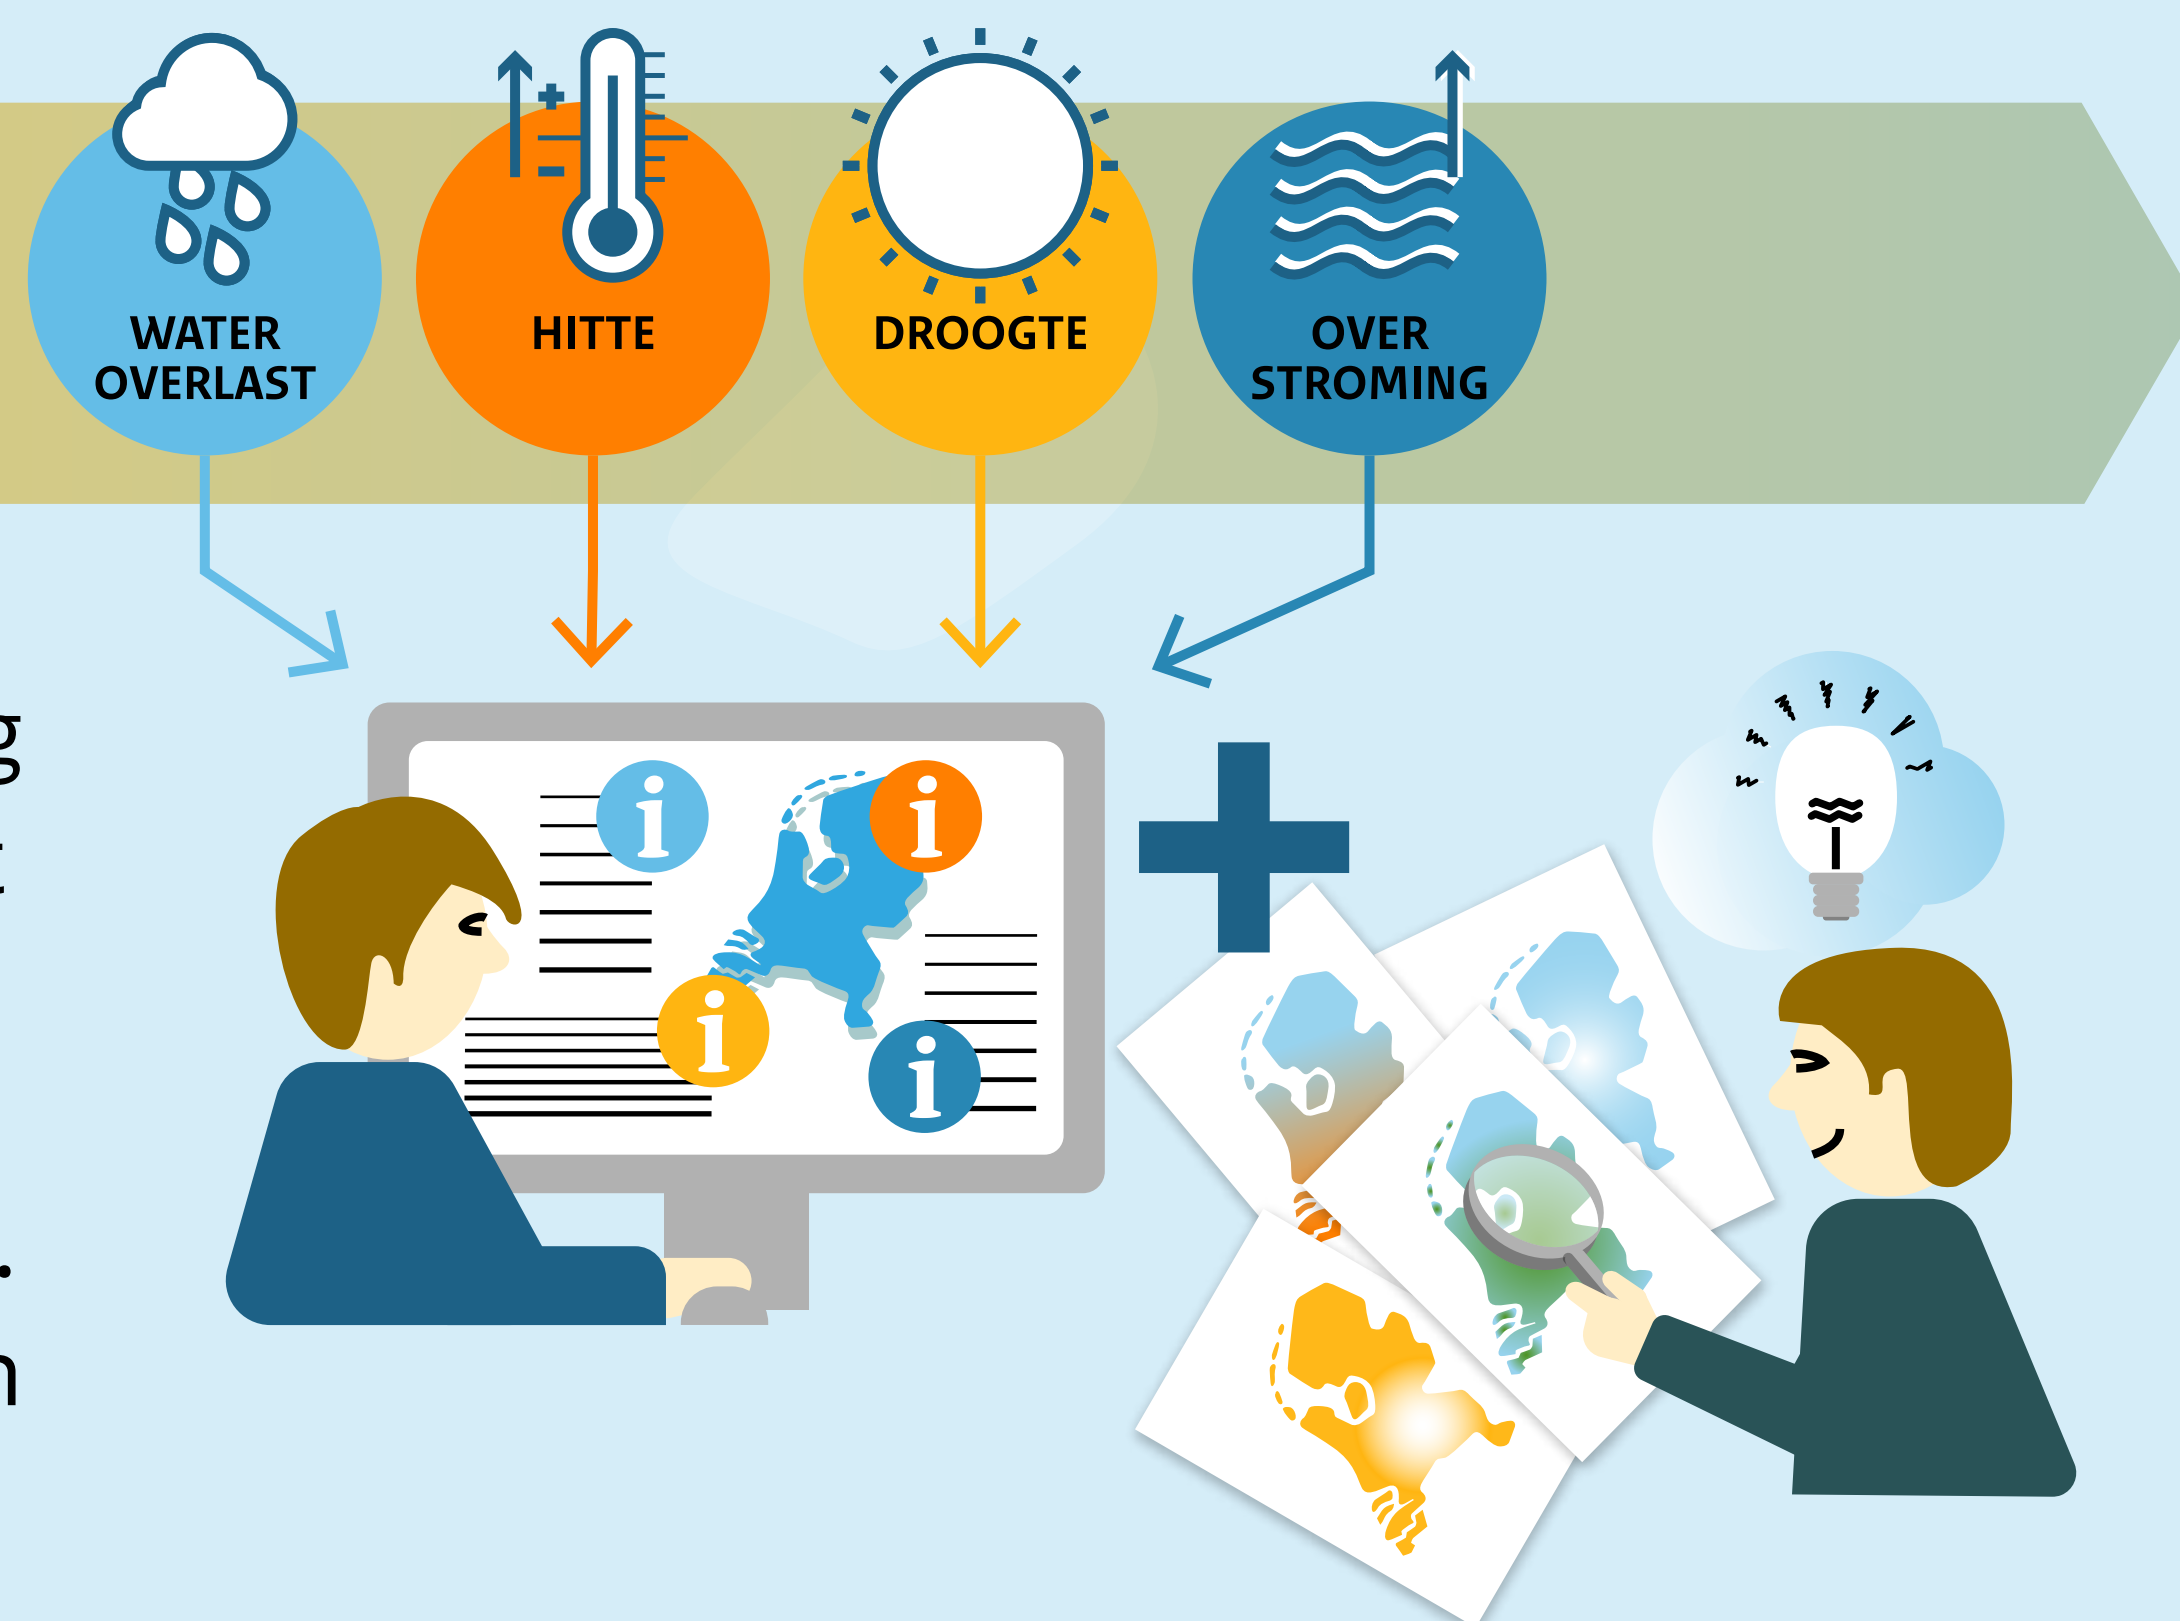 WATER
OVERLAST
HITTE
DROOGTE
OVER
STROMING
i
i
i
i